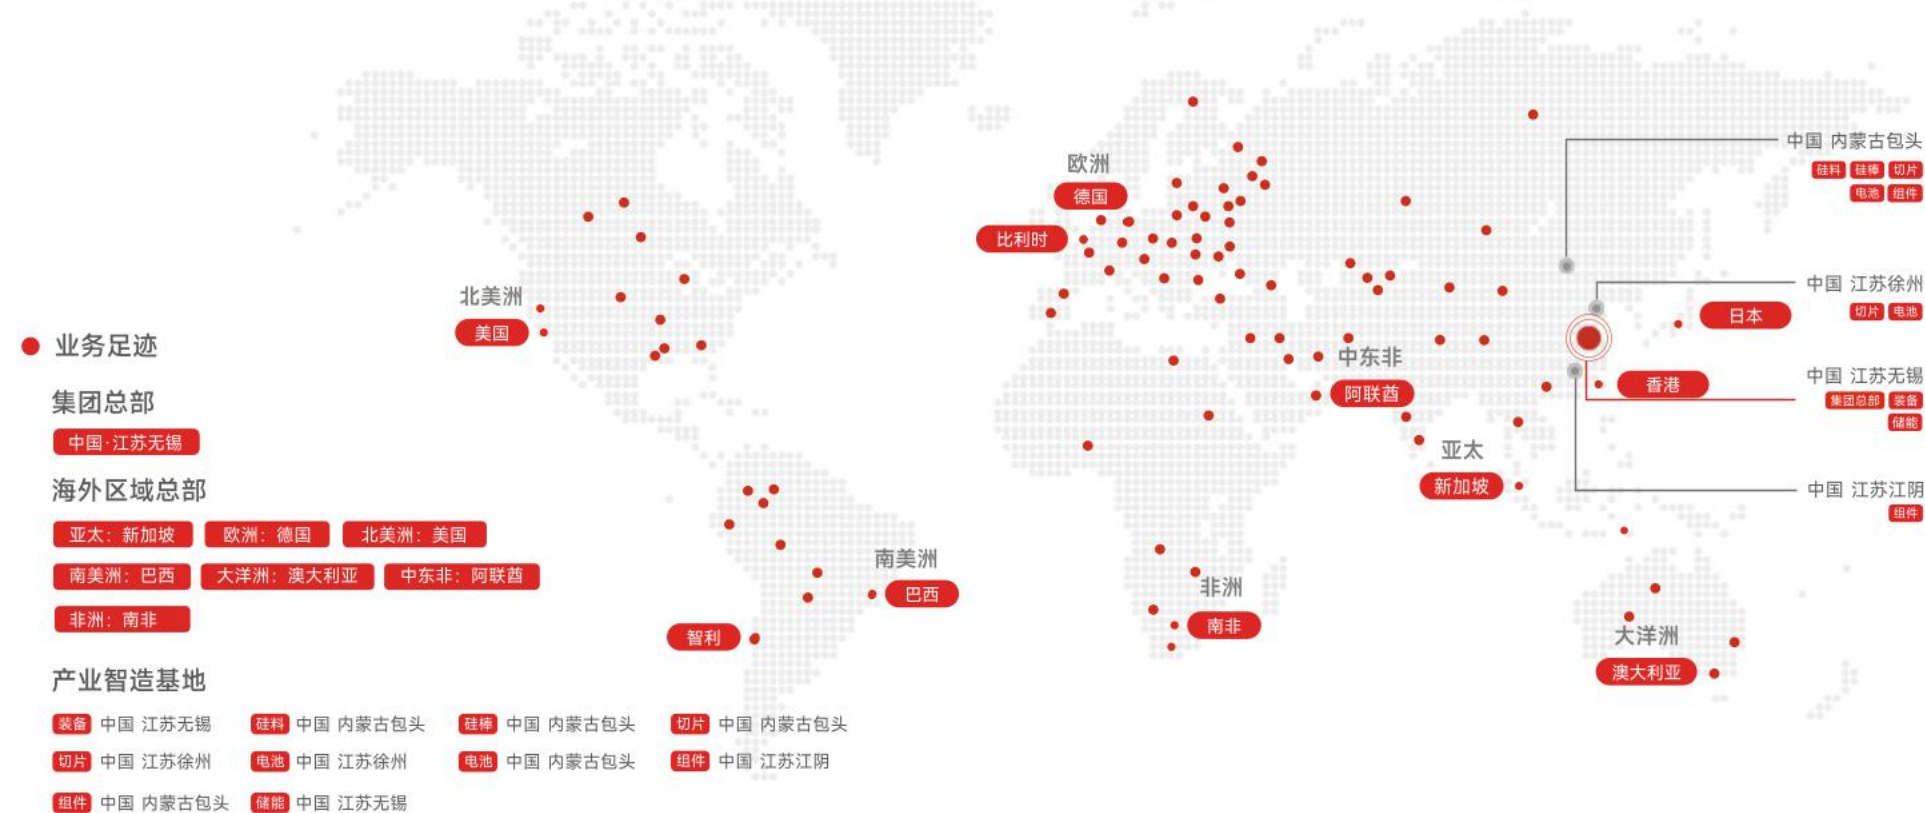 业务足迹
集团总部
中国·江苏无锡
海外区域总部
亚太：新加坡 欧洲：德国 北美洲：美国
南美洲：巴西 大洋洲：澳大利亚 中东非：阿联酋
非洲：南非
产业智造基地
装备 中国 江苏无锡 硅料 中国 内蒙古包头 硅棒 中国 内蒙古包头 切片 中国 内蒙古包头
切片 中国 江苏徐州 电池 中国 江苏徐州 电池 中国 内蒙古包头 组件 中国 江苏江阴
组件 中国 内蒙古包头 储能 中国 江苏无锡
北美洲
美国
南美洲
巴西
智利
欧洲
德国
比利时
中东非
阿联酋
亚太
新加坡
非洲
南非
大洋洲
澳大利亚
日本
香港
中国 内蒙古包头
硅料 硅棒 切片
电池 组件
中国 江苏徐州
切片 电池
中国 江苏无锡
集团总部 装备
储能
中国 江苏江阴
组件